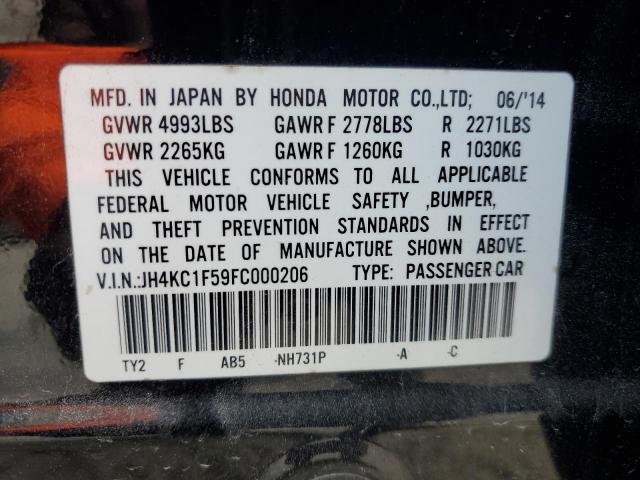 MFD. IN JAPAN BY HONDA MOTOR CO.,LTD; 06/'14
GVWR 4993LBS GAWR F 2778LBS R 2271LBS
GVWR 2265KG GAWR F 1260KG R 1030KG
THIS VEHICLE CONFORMS TO ALL APPLICABLE
FEDERAL MOTOR VEHICLE SAFETY ,BUMPER,
AND THEFT PREVENTION STANDARDS IN EFFECT
ON THE DATE OF MANUFACTURE SHOWN ABOVE.
V.I.N.:JH4KC1F59FC000206 TYPE: PASSENGER CAR
TY2 F AB5 -NH731P -A -C